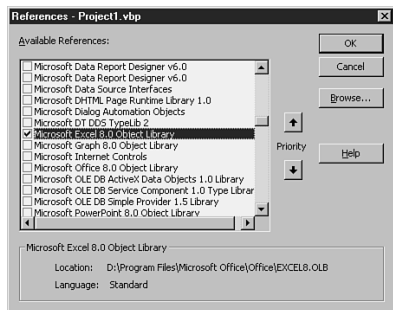 References - Project1.vbp
Available References:
Microsoft Data Report Designer v6.0
Microsoft Data Report Designer v6.0
Microsoft Data Source Interfaces
Microsoft DHTML Page Runtime Library 1.0
Microsoft Dialog Automation Objects
Microsoft DT DDS TypeLib 2
Microsoft Excel 8.0 Object Library
Microsoft Graph 8.0 Object Library
Microsoft Internet Controls
Microsoft Office 8.0 Object Library
Microsoft OLE DB ActiveX Data Objects 1.0 Library
Microsoft OLE DB Service Component 1.0 Type Librar
Microsoft OLE DB Simple Provider 1.5 Library
Microsoft PowerPoint 8.0 Object Library
OK
Cancel
Browse...
Priority
Help
Microsoft Excel 8.0 Object Library
Location: D:\Program Files\Microsoft Office\Office\EXCEL8.OLB
Language: Standard